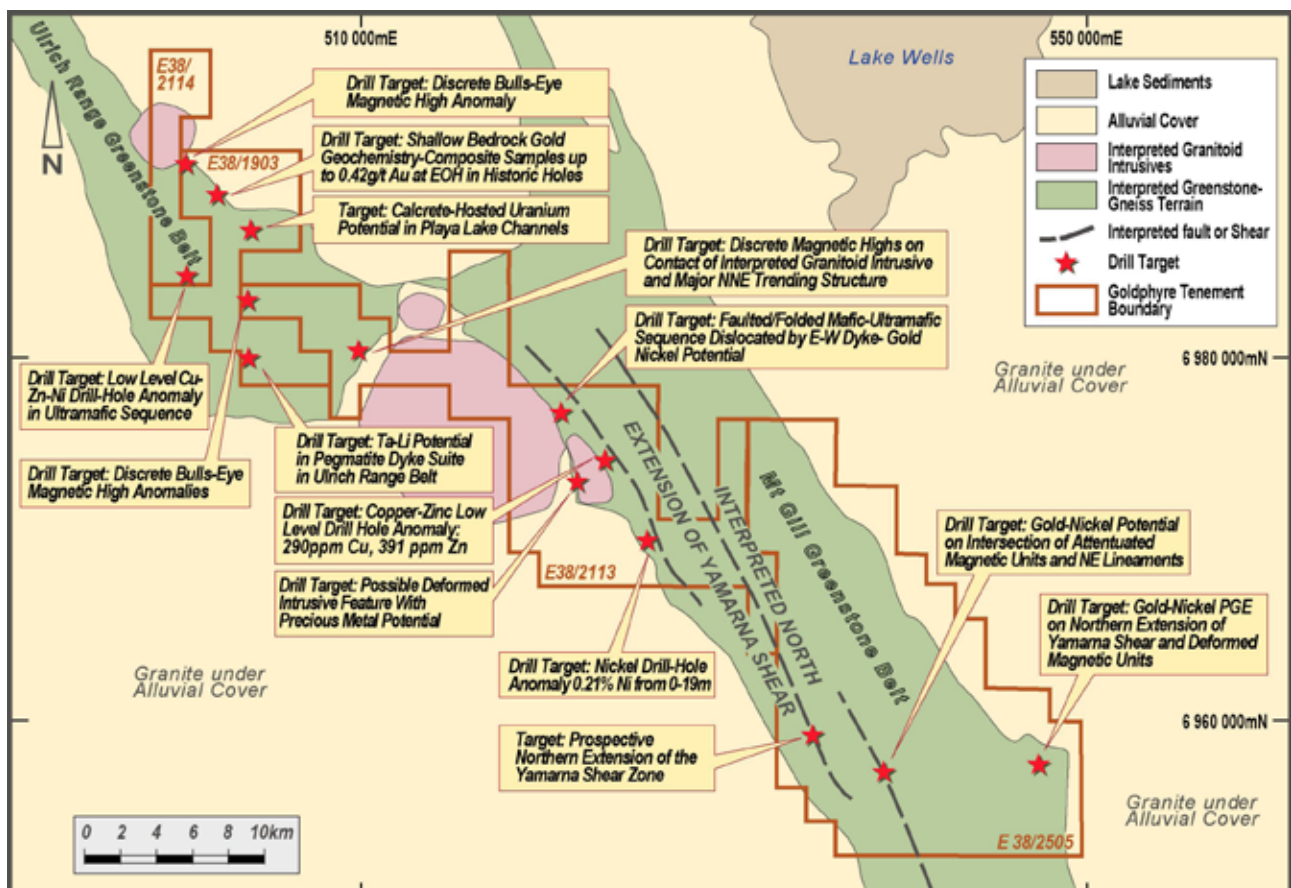 510 000mE
550 000mE
Ulrich Range Greenstone Belt
E38/
2114
N
Drill Target: Discrete Bulls-Eye
Magnetic High Anomaly
E38/1903
Drill Target: Shallow Bedrock Gold
Geochemistry-Composite Samples up
to 0.42g/t Au at EOH in Historic Holes
Target: Calcrete-Hosted Uranium
Potential in Playa Lake Channels
Lake Wells
Lake Sediments
Alluvial Cover
Interpreted Granitoid
Intrusives
Interpreted Greenstone-
Gneiss Terrain
Interpreted fault or Shear
Drill Target
Goldphyre Tenement
Boundary
Drill Target: Discrete Magnetic Highs on
Contact of Interpreted Granitoid Intrusive
and Major NNE Trending Structure
Drill Target: Faulted/Folded Mafic-Ultramafic
Sequence Dislocated by E-W Dyke- Gold
Nickel Potential
6 980 000mN
Granite under
Alluvial Cover
Drill Target: Low Level Cu-
Zn-Ni Drill-Hole Anomaly
in Ultramafic Sequence
Drill Target: Discrete Bulls-Eye
Magnetic High Anomalies
Drill Target: Ta-Li Potential
in Pegmatite Dyke Suite
in Ulrich Range Belt
Drill Target: Copper-Zinc Low
Level Drill Hole Anomaly:
290ppm Cu, 391 ppm Zn
Drill Target: Possible Deformed
Intrusive Feature With
Precious Metal Potential
E38/2113
INTERPRETED NORTH
EXTENSION OF YAMARNA SHEAR
Mt Gill Greenstone Belt
Drill Target: Gold-Nickel Potential
on Intersection of Attentuated
Magnetic Units and NE Lineaments
Drill Target: Gold-Nickel PGE
on Northern Extension of
Yamarna Shear and Deformed
Magnetic Units
Granite under
Alluvial Cover
Drill Target: Nickel Drill-Hole
Anomaly 0.21% Ni from 0-19m
Target: Prospective
Northern Extension of the
Yamarna Shear Zone
6 960 000mN
Granite under
Alluvial Cover
E 38/2505
0 2 4 6 8 10km